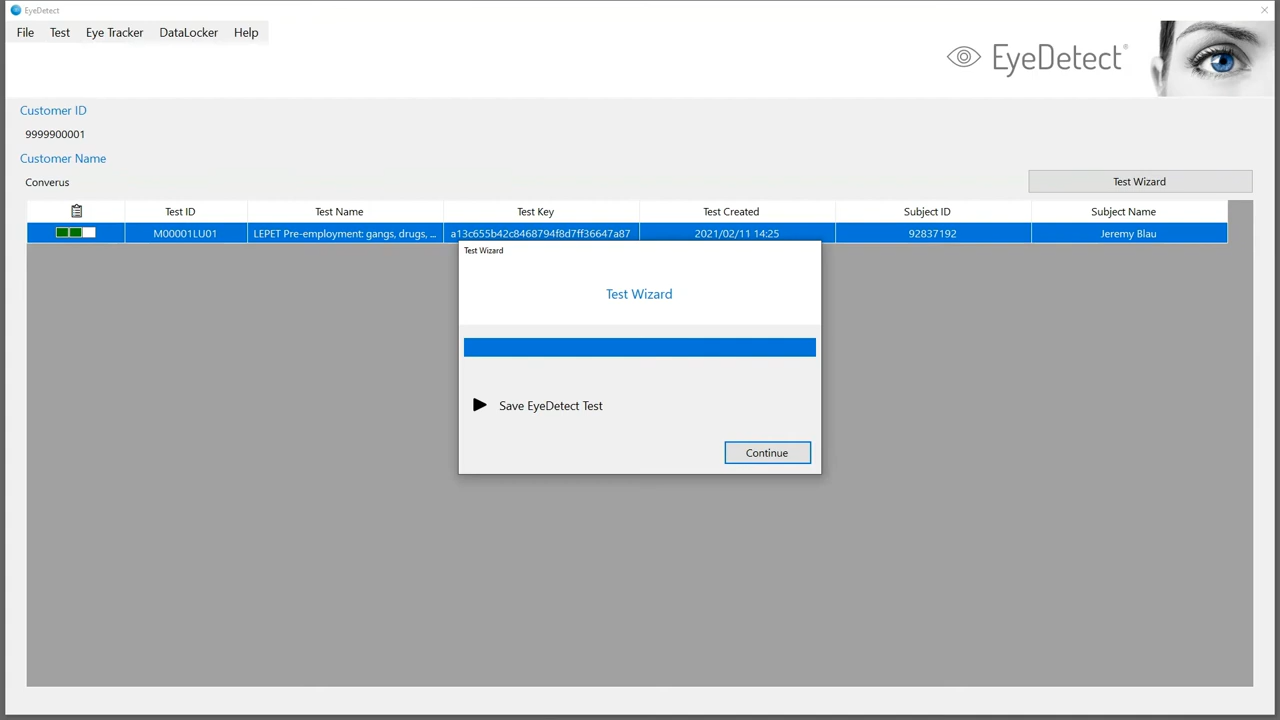 EyeDetect
File Test Eye Tracker DataLocker Help
EyeDetect®
Customer ID
9999900001
Customer Name
Converus
Test Wizard
Test ID Test Name Test Key Test Created Subject ID Subject Name
M00001LU01 LEPET Pre-employment: gangs, drugs, ... a13c655b42c8468794f8d7ff36647a87 2021/02/11 14:25 92837192 Jeremy Blau
Test Wizard
Test Wizard
Save EyeDetect Test
Continue